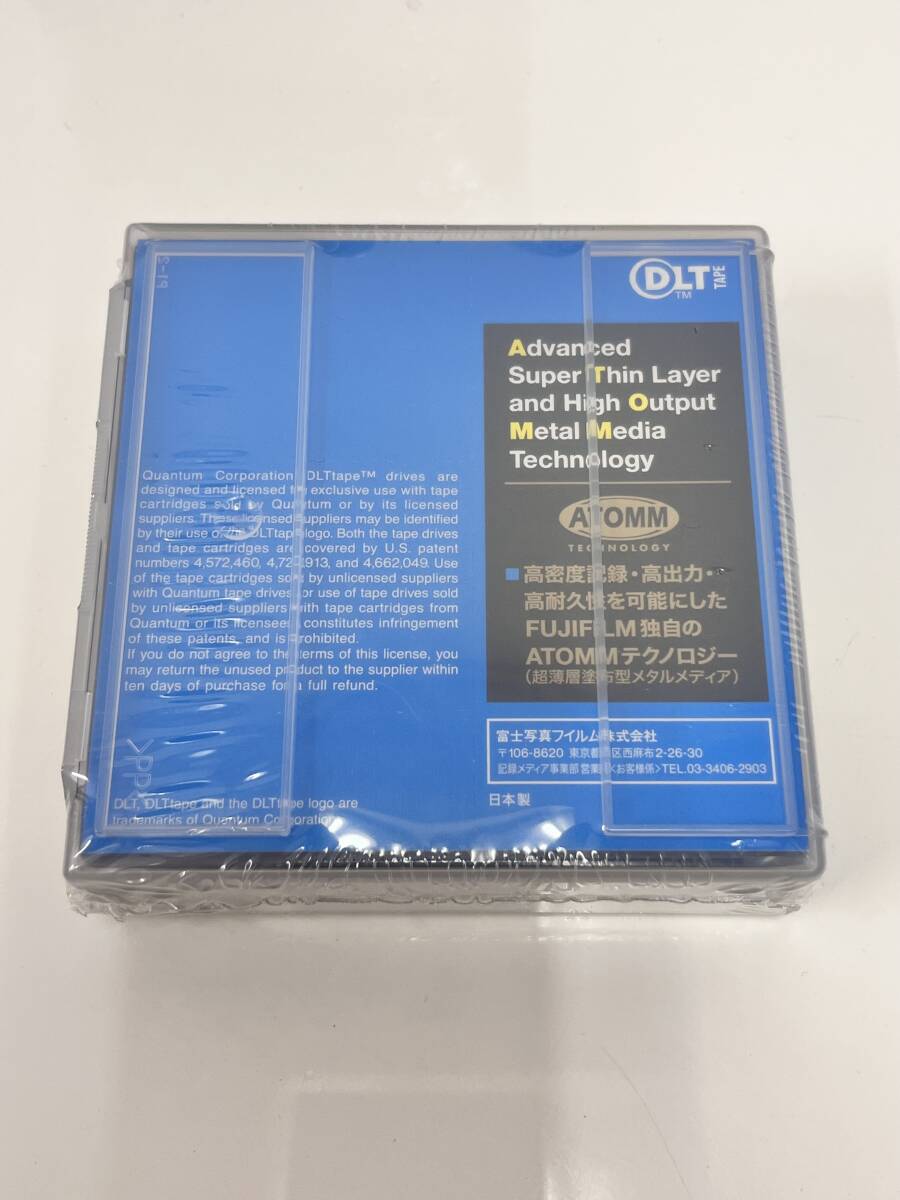 DLT TAPE
TM
Advanced
Super Thin Layer
and High Output
Metal Media
Technology
ATOMM
TECHNOLOGY
■高密度記録・高出力・
高耐久性を可能にした
FUJIFILM独自の
ATOMMテクノロジー
(超薄層塗布型メタルメディア)
Quantum Corporation DLTtape™ drives are
designed and licensed for exclusive use with tape
cartridges sold by Quantum or by its licensed
suppliers. These licensed suppliers may be identified
by their use of the DLTtape logo. Both the tape drives
and tape cartridges are covered by U.S. patent
numbers 4,572,460, and 4,662,049. Use
of the tape cartridges sold by unlicensed suppliers
with Quantum tape drives, or use of tape drives sold
by unlicensed suppliers with tape cartridges from
Quantum or its licensees, constitutes infringement
of these patents, and is prohibited.
If you do not agree to the terms of this license, you
may return the unused product to the supplier within
ten days of purchase for a full refund.
富士写真フイルム株式会社
〒106-8620 東京都港区西麻布2-26-30
記録メディア事業部 営業部<お客様係>TEL.03-3406-2903
日本製
DLT, DLTtape and the DLTtape logo are
trademarks of Quantum Corporation